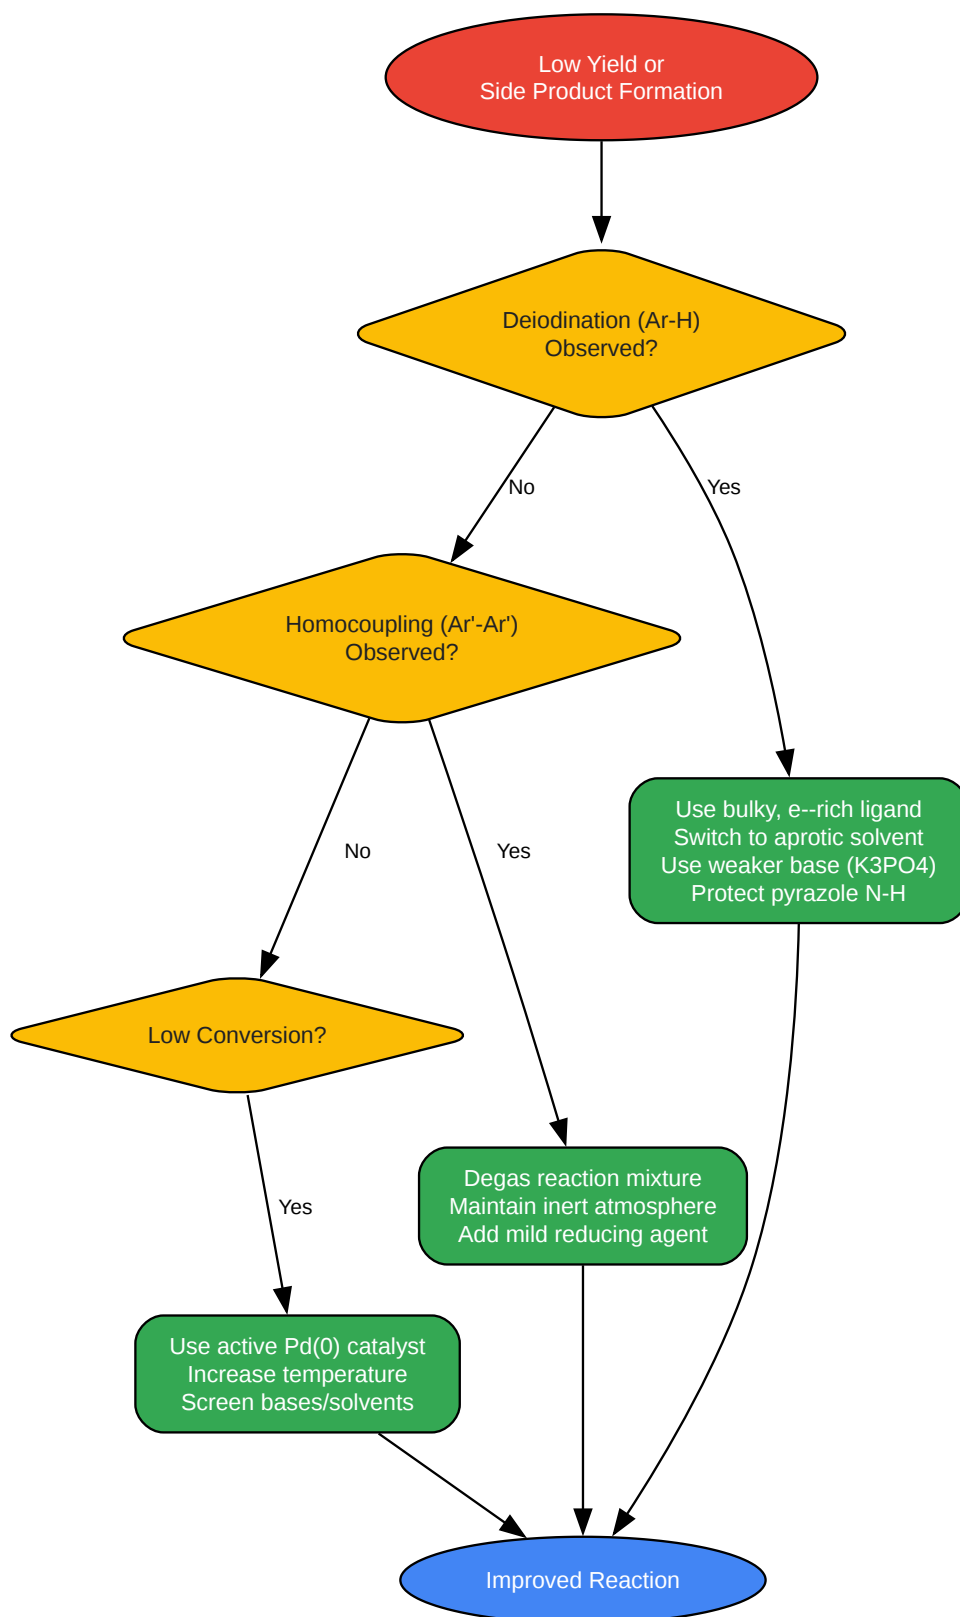 Low Yield or
Side Product Formation
Deiodination (Ar-H)
Observed?
No
Yes
Homocoupling (Ar'-Ar')
Observed?
Use bulky, e--rich ligand
Switch to aprotic solvent
Use weaker base (K3PO4)
Protect pyrazole N-H
No
Yes
Low Conversion?
Degas reaction mixture
Maintain inert atmosphere
Add mild reducing agent
Yes
Use active Pd(0) catalyst
Increase temperature
Screen bases/solvents
Improved Reaction